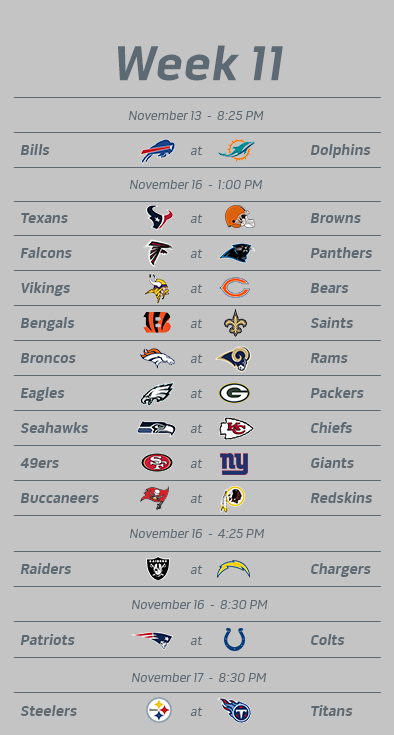 Week 11
November 13 - 8:25 PM
Bills at Dolphins
November 16 - 1:00 PM
Texans at Browns
Falcons at Panthers
Vikings at Bears
Bengals at Saints
Broncos at Rams
Eagles at Packers
Seahawks at Chiefs
49ers at Giants
Buccaneers at Redskins
November 16 - 4:25 PM
Raiders at Chargers
November 16 - 8:30 PM
Patriots at Colts
November 17 - 8:30 PM
Steelers at Titans